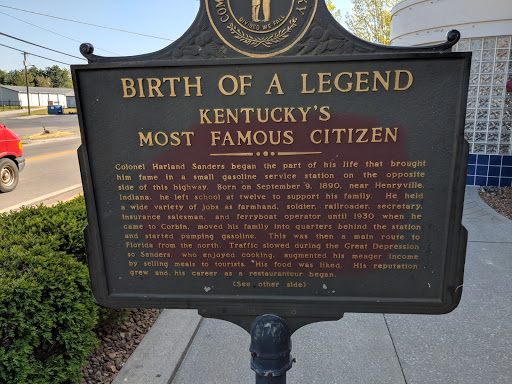 DIVIDED WE FALL
BIRTH OF A LEGEND
KENTUCKY'S
MOST FAMOUS CITIZEN
Colonel Harland Sanders began the part of his life that brought
him fame in a small gasoline service station on the opposite
side of this highway. Born on September 9, 1890, near Henryville,
Indiana, he left school at twelve to support his family. He held
a wide variety of jobs as farmhand, soldier, railroader, secretary,
insurance salesman, and ferryboat operator until 1930 when he
came to Corbin, moved his family into quarters behind the station
and started pumping gasoline. This was then a main route to
Florida from the north. Traffic slowed during the Great Depression
so Sanders, who enjoyed cooking, augmented his meager income
by selling meals to tourists. His food was liked. His reputation
grew and his career as a restauranteur began.
(See other side)